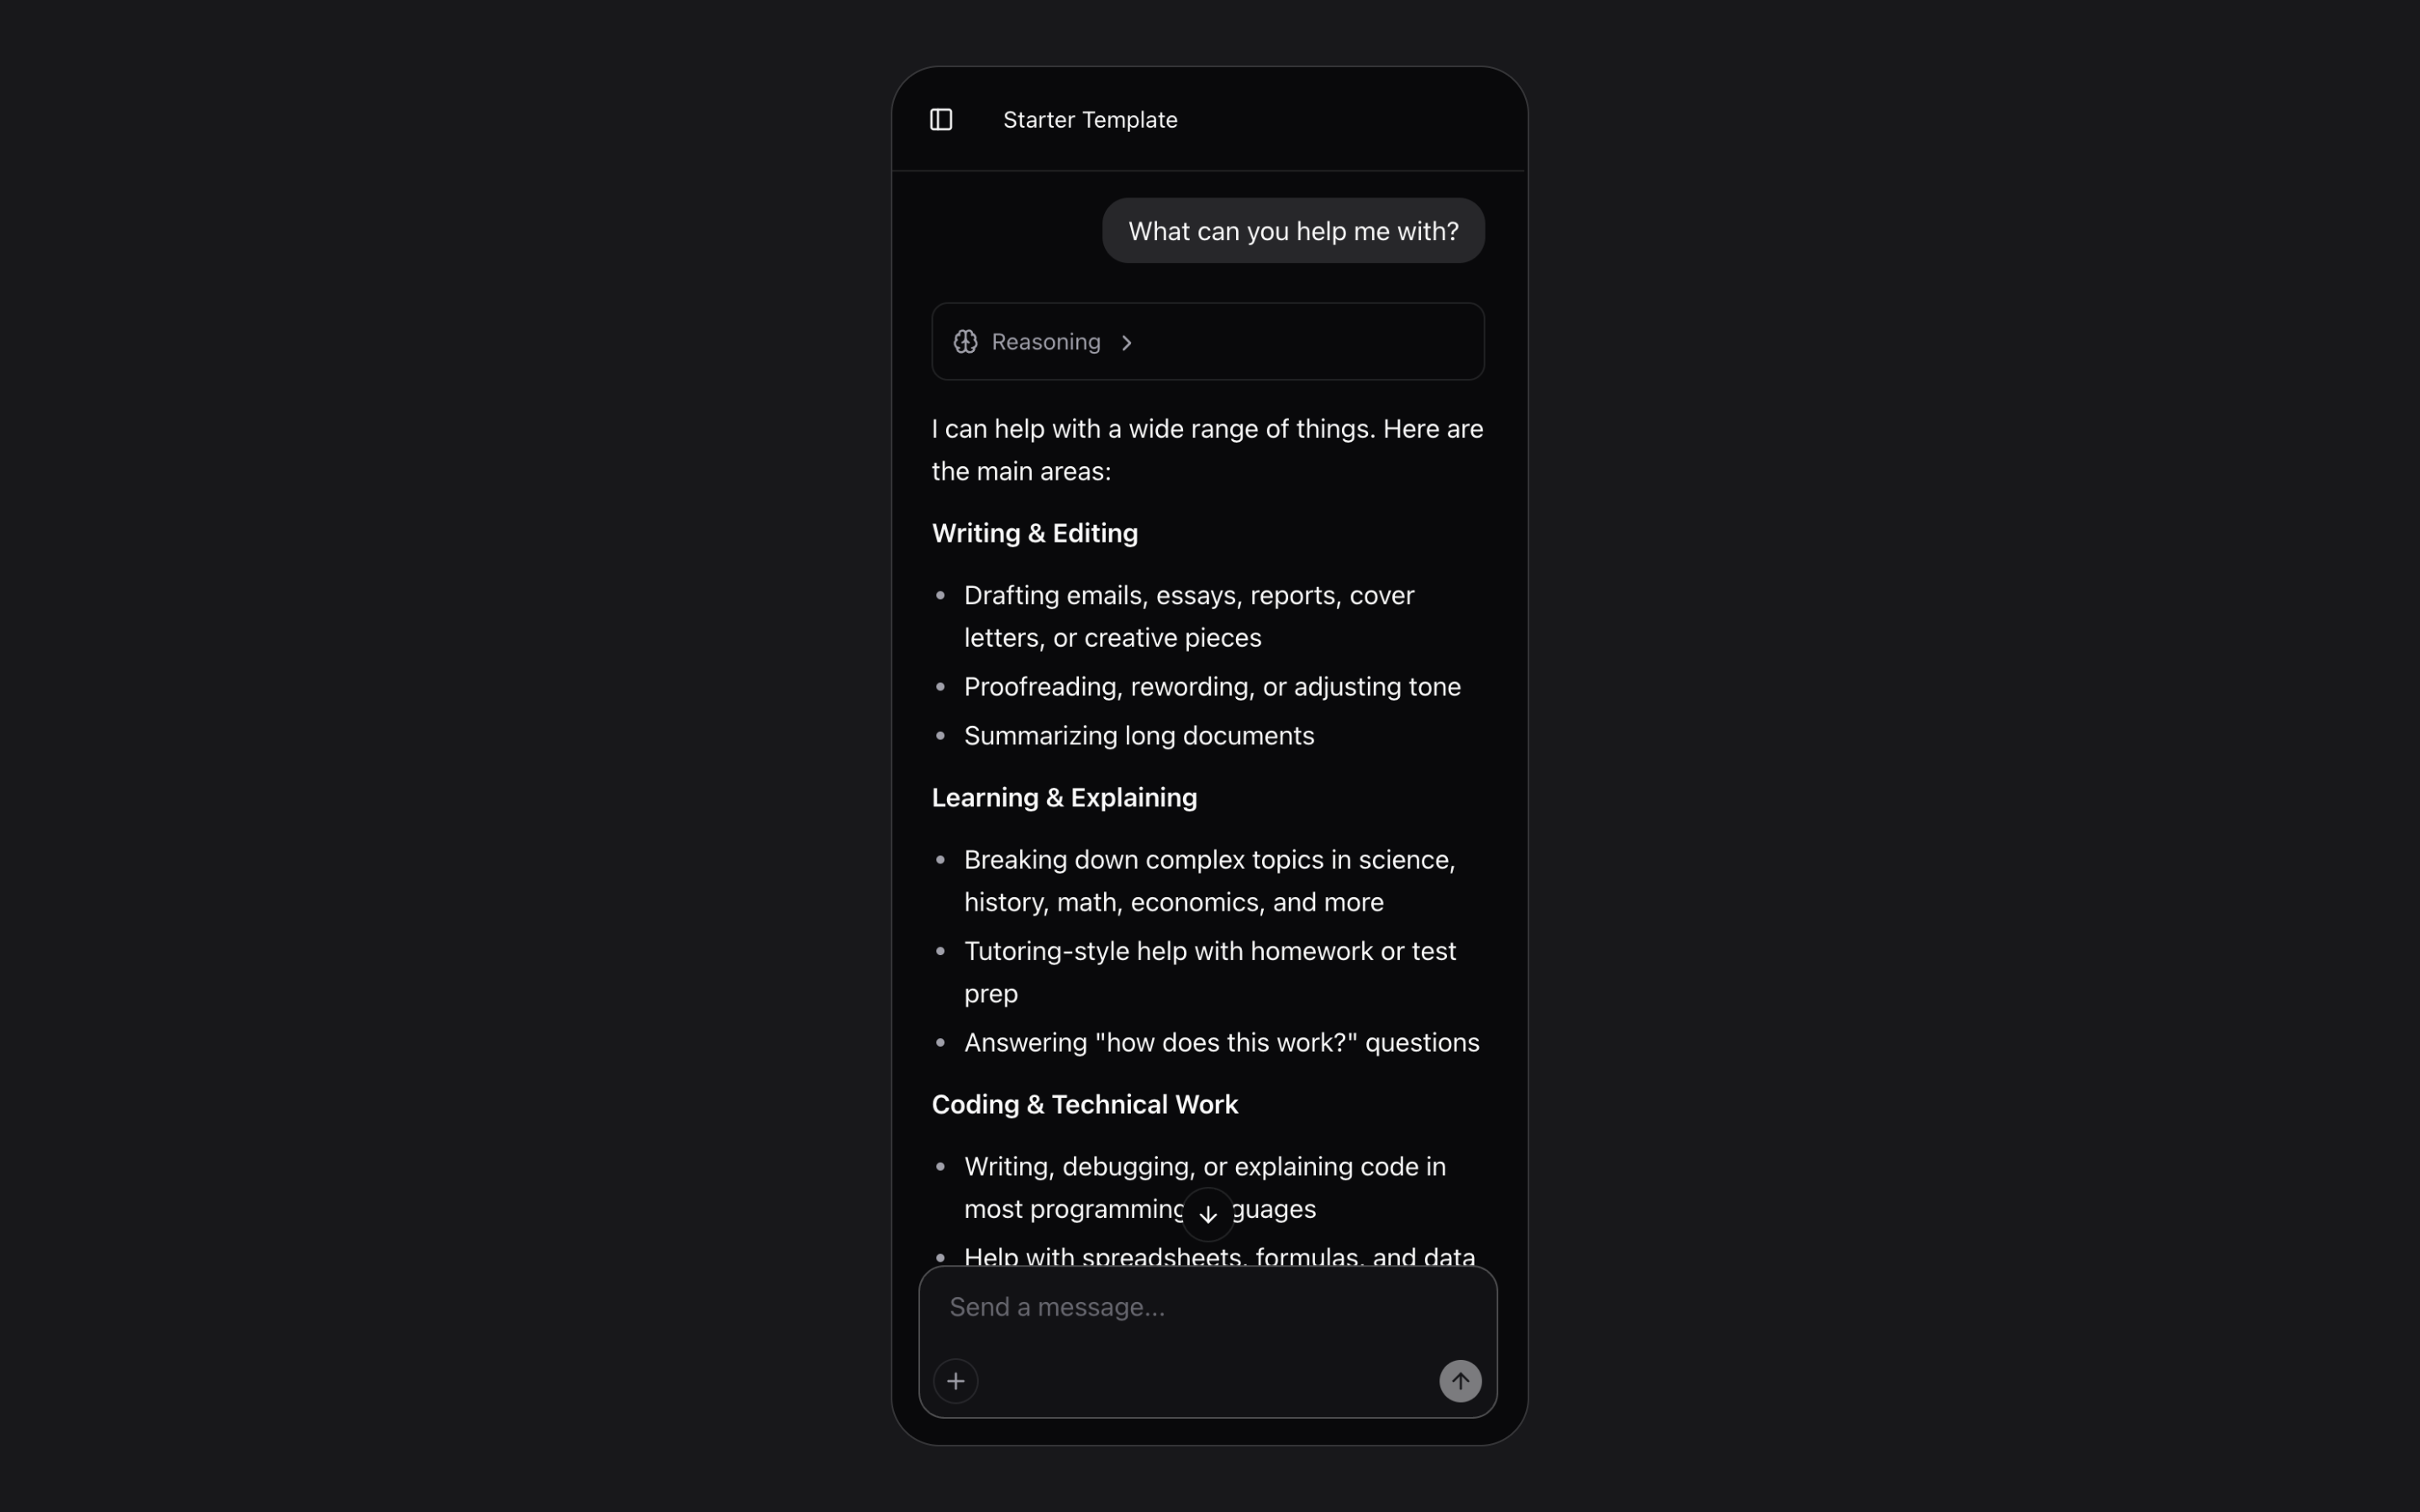 Starter Template
What can you help me with?
Reasoning
I can help with a wide range of things. Here are
the main areas:
Writing & Editing
Drafting emails, essays, reports, cover
letters, or creative pieces
Proofreading, rewording, or adjusting tone
Summarizing long documents
Learning & Explaining
Breaking down complex topics in science,
history, math, economics, and more
Tutoring-style help with homework or test
prep
Answering "how does this work?" questions
Coding & Technical Work
Writing, debugging, or explaining code in
most programming guages
Help with spreadsheets, formulas, and data
Send a message...